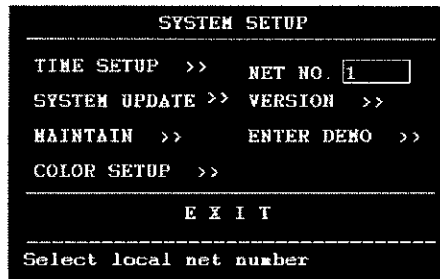 SYSTEM SETUP
TIME SETUP >> NET NO. 1
SYSTEM UPDATE >> VERSION >>
MAINTAIN >> ENTER DEMO >>
COLOR SETUP >>
E X I T
Select local net number